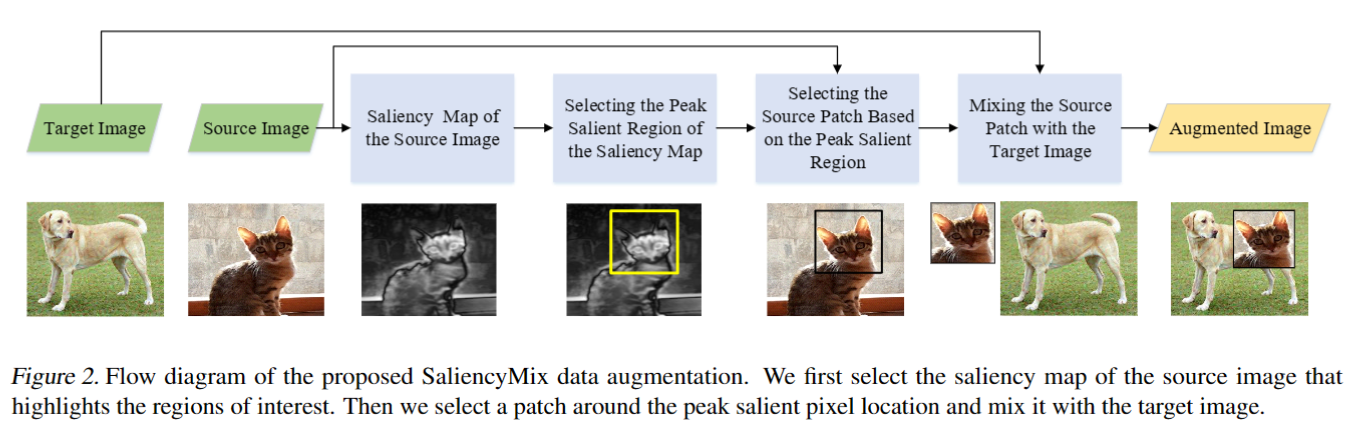 Target Image
Source Image
Saliency Map of
the Source Image
Selecting the Peak
Salient Region of
the Saliency Map
Selecting the
Source Patch Based
on the Peak Salient
Region
Mixing the Source
Patch with the
Target Image
Augmented Image
Figure 2. Flow diagram of the proposed SaliencyMix data augmentation. We first select the saliency map of the source image that
highlights the regions of interest. Then we select a patch around the peak salient pixel location and mix it with the target image.